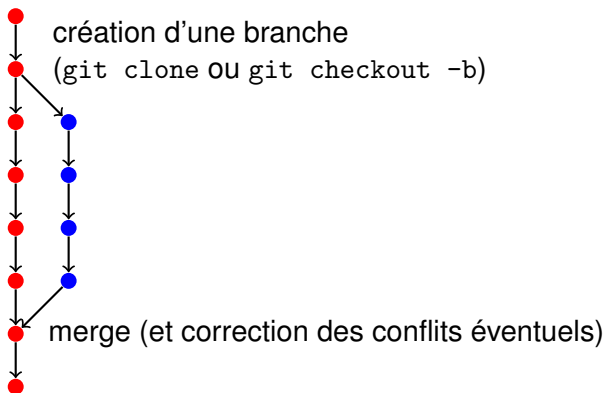 création d'une branche
(git clone ou git checkout -b)
merge (et correction des conflits éventuels)